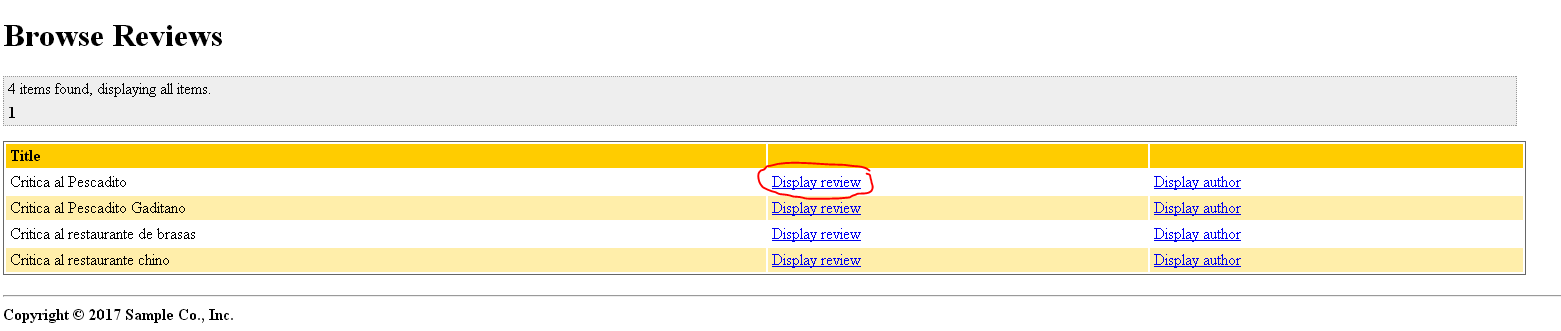 Browse Reviews
4 items found, displaying all items.
1
Title
Critica al Pescadito Display review Display author
Critica al Pescadito Gaditano Display review Display author
Critica al restaurante de brasas Display review Display author
Critica al restaurante chino Display review Display author
Copyright © 2017 Sample Co., Inc.